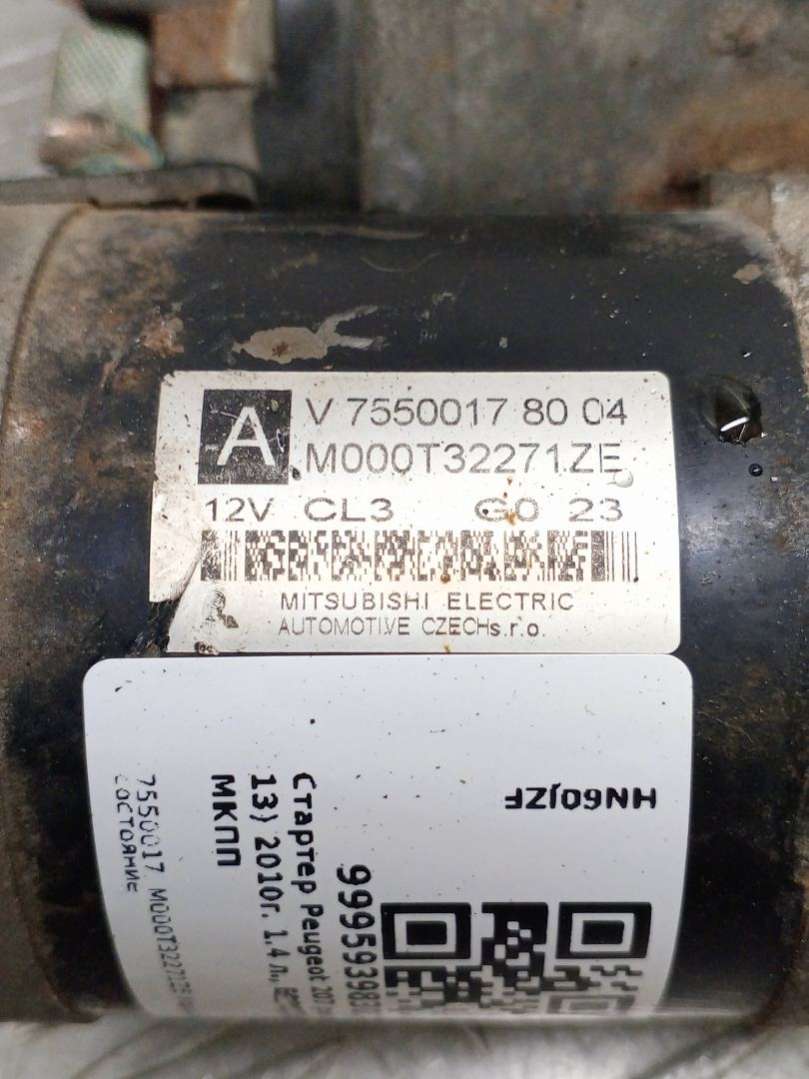 A
V 7550017 80 04
M000T32271ZE
12V CL3 G0 23
MITSUBISHI ELECTRIC
AUTOMOTIVE CZECHs.r.o.
HN60JZF
999593983
Стартер Peugeot 207
13) 2010г. 1.4 л.,
МКПП
7550017 M000T32271ZE
состояние